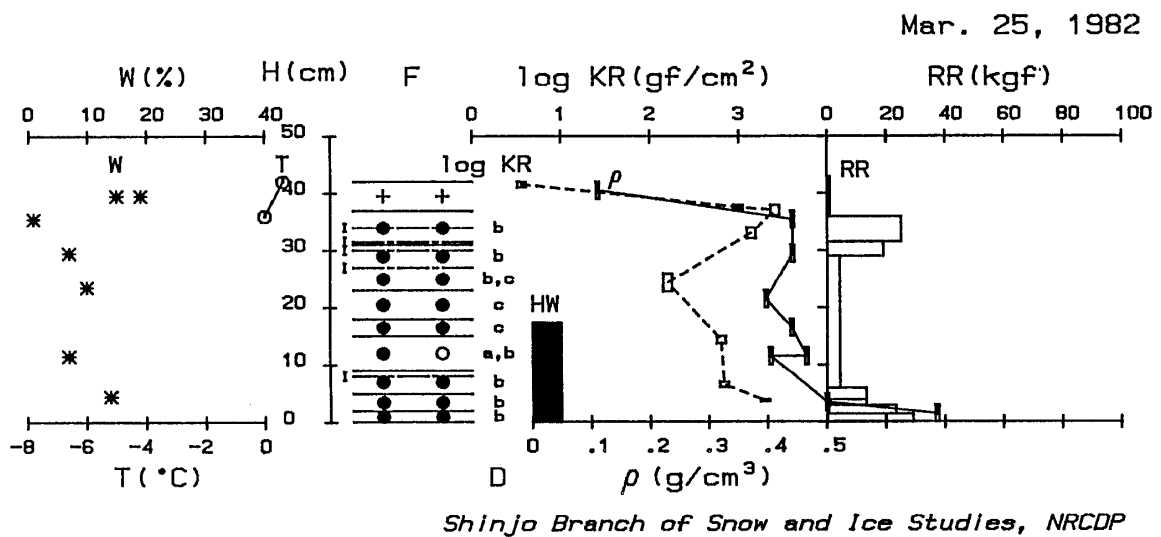 Mar. 25, 1982
W(%) H(cm) F log KR(gf/cm²) RR(kgf)
0 10 20 30 40 0 1 2 3 0 20 40 60 80 100
50
W T log KR ρ RR
40
+ +
I b
30
I b
I b,c
20 c HW
c
10 a,b
I b
b
0 b
-8 -6 -4 -2 0 0 .1 .2 .3 .4 .5
T(°C) D ρ(g/cm³)
Shinjo Branch of Snow and Ice Studies, NRCDP